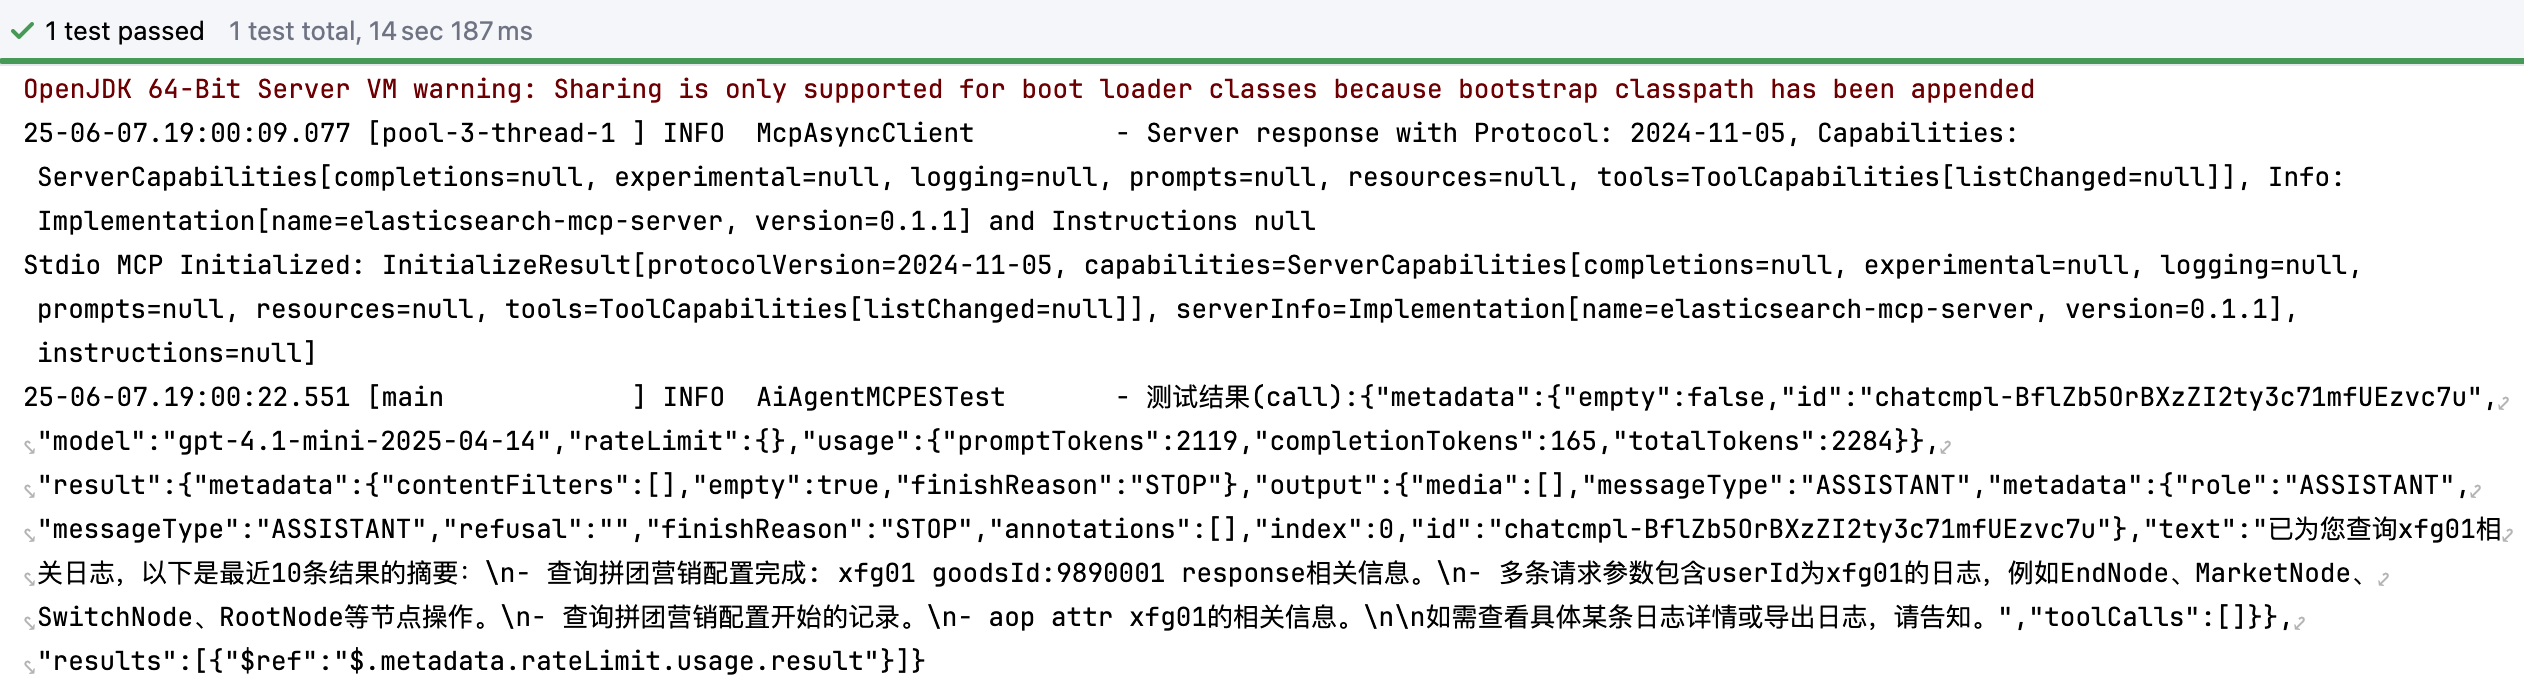 1 test passed 1 test total, 14 sec 187 ms
OpenJDK 64-Bit Server VM warning: Sharing is only supported for boot loader classes because bootstrap classpath has been appended
25-06-07.19:00:09.077 [pool-3-thread-1 ] INFO  McpAsyncClient         - Server response with Protocol: 2024-11-05, Capabilities:
ServerCapabilities[completions=null, experimental=null, logging=null, prompts=null, resources=null, tools=ToolCapabilities[listChanged=null]], Info:
Implementation[name=elasticsearch-mcp-server, version=0.1.1] and Instructions null
Stdio MCP Initialized: InitializeResult[protocolVersion=2024-11-05, capabilities=ServerCapabilities[completions=null, experimental=null, logging=null,
prompts=null, resources=null, tools=ToolCapabilities[listChanged=null]], serverInfo=Implementation[name=elasticsearch-mcp-server, version=0.1.1],
instructions=null]
25-06-07.19:00:22.551 [main            ] INFO  AiAgentMCPESTest       - 测试结果(call):{"metadata":{"empty":false,"id":"chatcmpl-BflZb5OrBXzZI2ty3c71mfUEzvc7u",
"model":"gpt-4.1-mini-2025-04-14","rateLimit":{},"usage":{"promptTokens":2119,"completionTokens":165,"totalTokens":2284}},
"result":{"metadata":{"contentFilters":[],"empty":true,"finishReason":"STOP"},"output":{"media":[],"messageType":"ASSISTANT","metadata":{"role":"ASSISTANT",
"messageType":"ASSISTANT","refusal":"","finishReason":"STOP","annotations":[],"index":0,"id":"chatcmpl-BflZb5OrBXzZI2ty3c71mfUEzvc7u"},"text":"已为您查询xfg01相
关日志，以下是最近10条结果的摘要：\n- 查询拼团营销配置完成: xfg01 goodsId:9890001 response相关信息。\n- 多条请求参数包含userId为xfg01的日志，例如EndNode、MarketNode、
SwitchNode、RootNode等节点操作。\n- 查询拼团营销配置开始的记录。\n- aop attr xfg01的相关信息。\n\n如需查看具体某条日志详情或导出日志，请告知。","toolCalls":[]}},
"results":[{"$ref":"$.metadata.rateLimit.usage.result"}]}